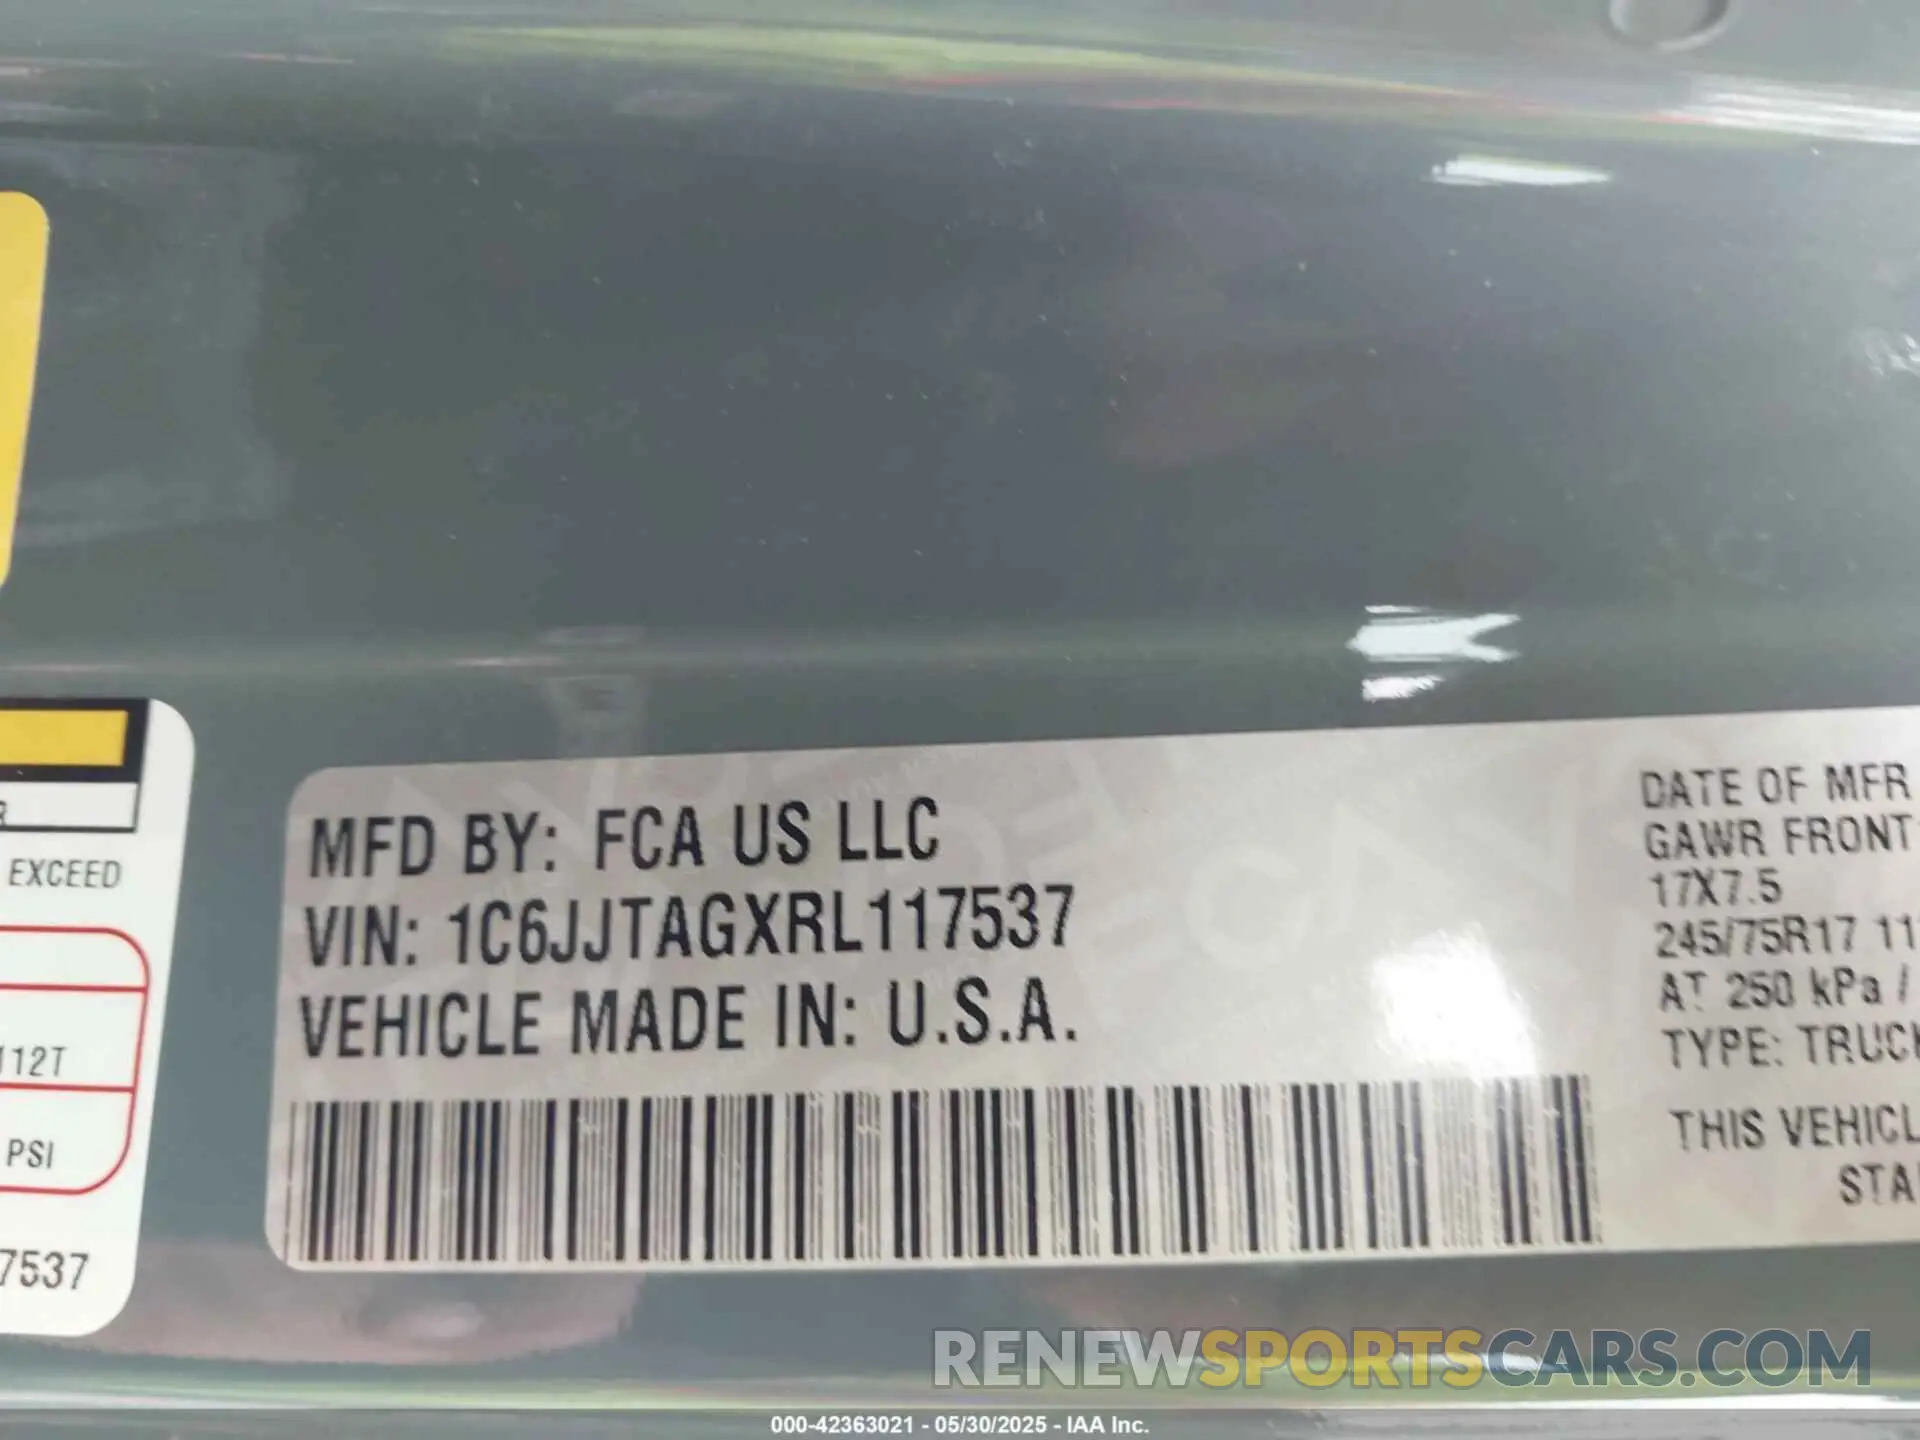 EXCEED
112T
PSI
7537
MFD BY: FCA US LLC
VIN: 1C6JJTAGXRL117537
VEHICLE MADE IN: U.S.A.
DATE OF MFR
GAWR FRONT
17X7.5
245/75R17 11
AT 250 kPa /
TYPE: TRUCK
THIS VEHICL
STA
RENEWSPORTSCARS.COM
000-42363021 - 05/30/2025 - IAA Inc.